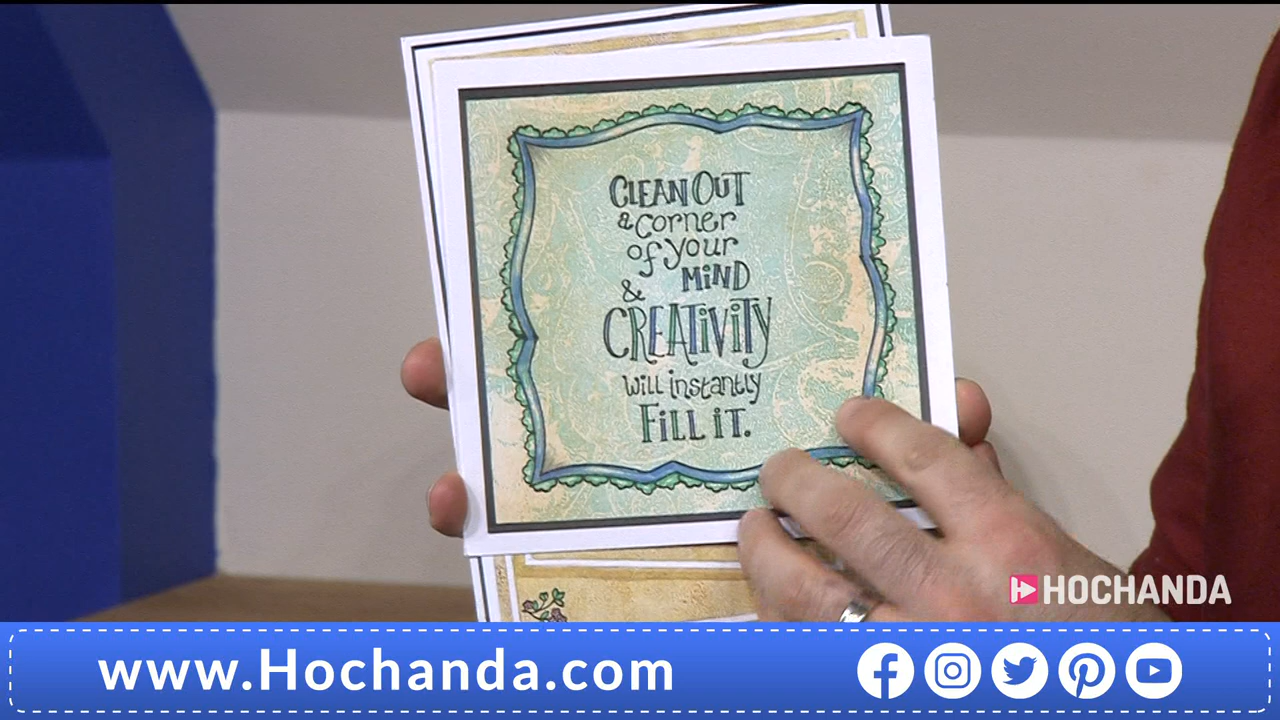 CLEAN OUT
a corner
of your
MiND
&
CREATiViTY
will instantly
FiLL iT.
HOCHANDA
www.Hochanda.com